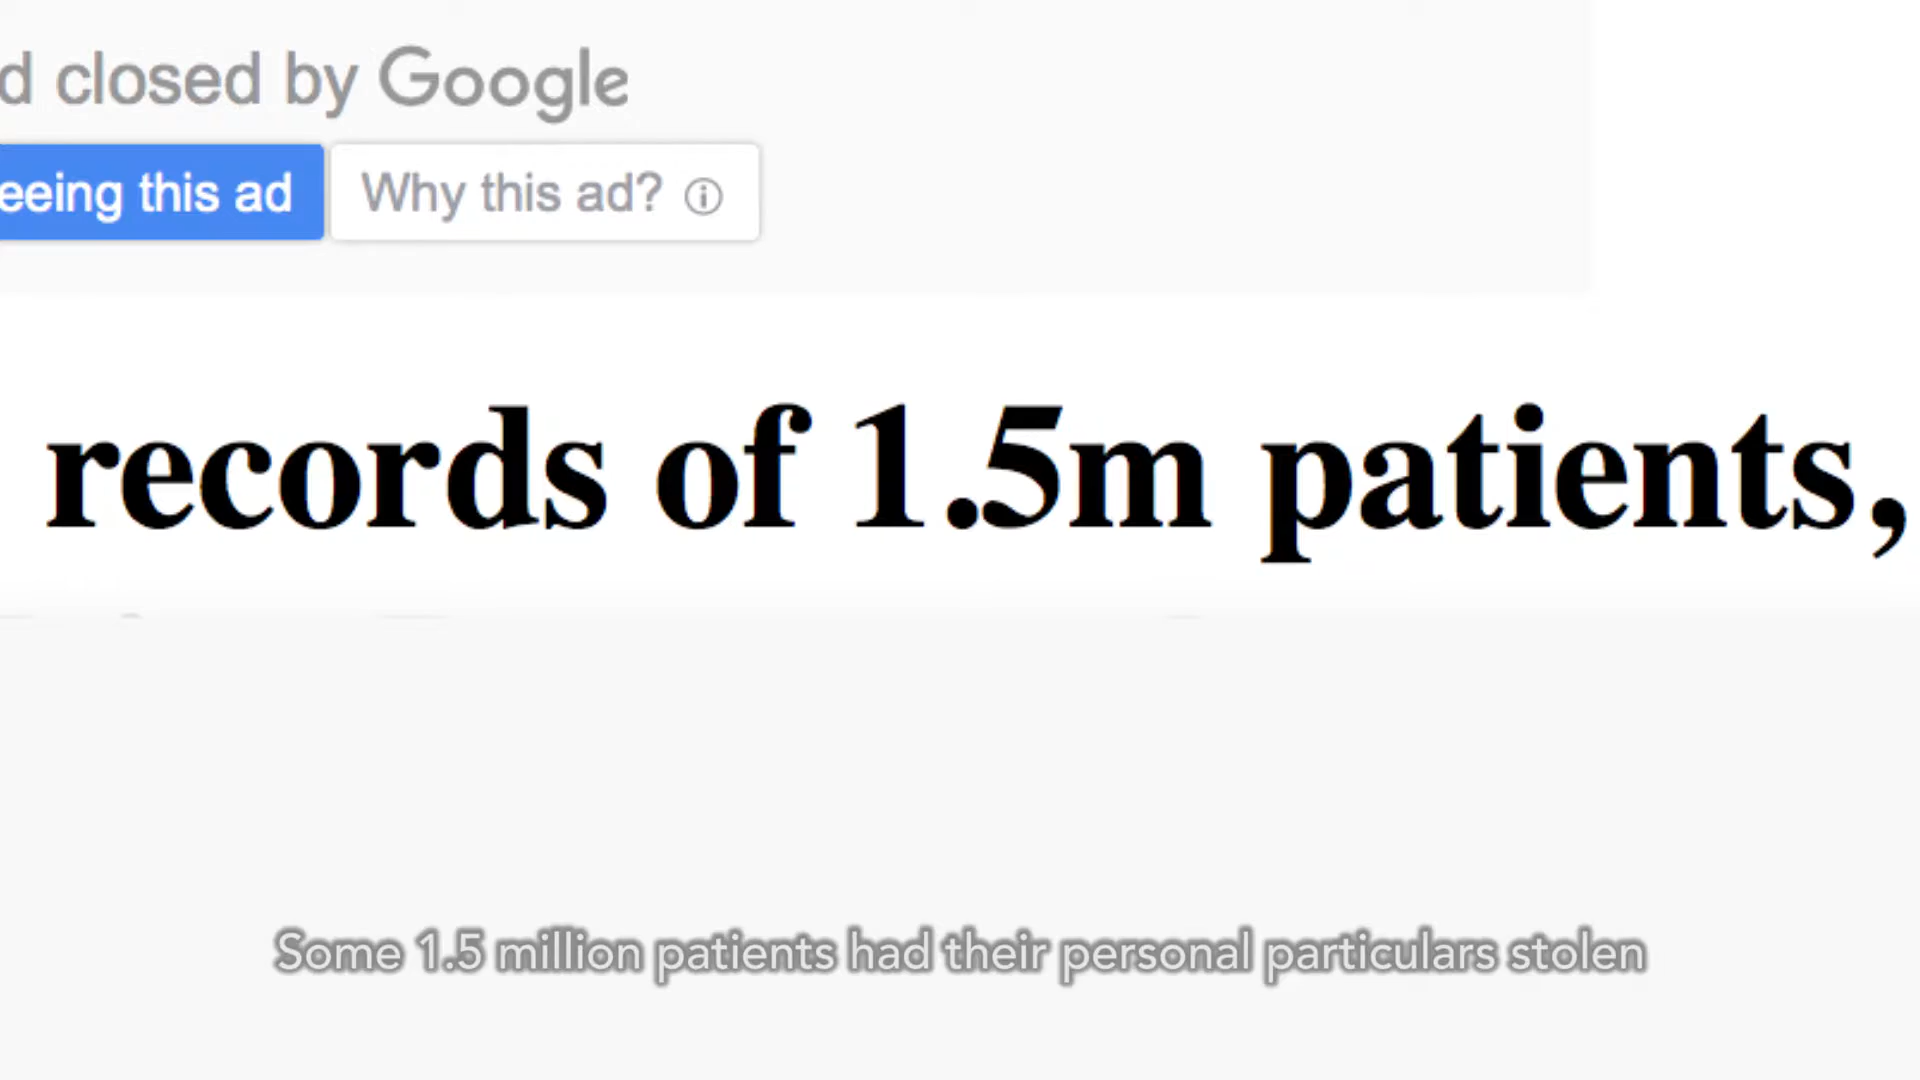 d closed by Google
eeing this ad
Why this ad?
records of 1.5m patients,
Some 1.5 million patients had their personal particulars stolen